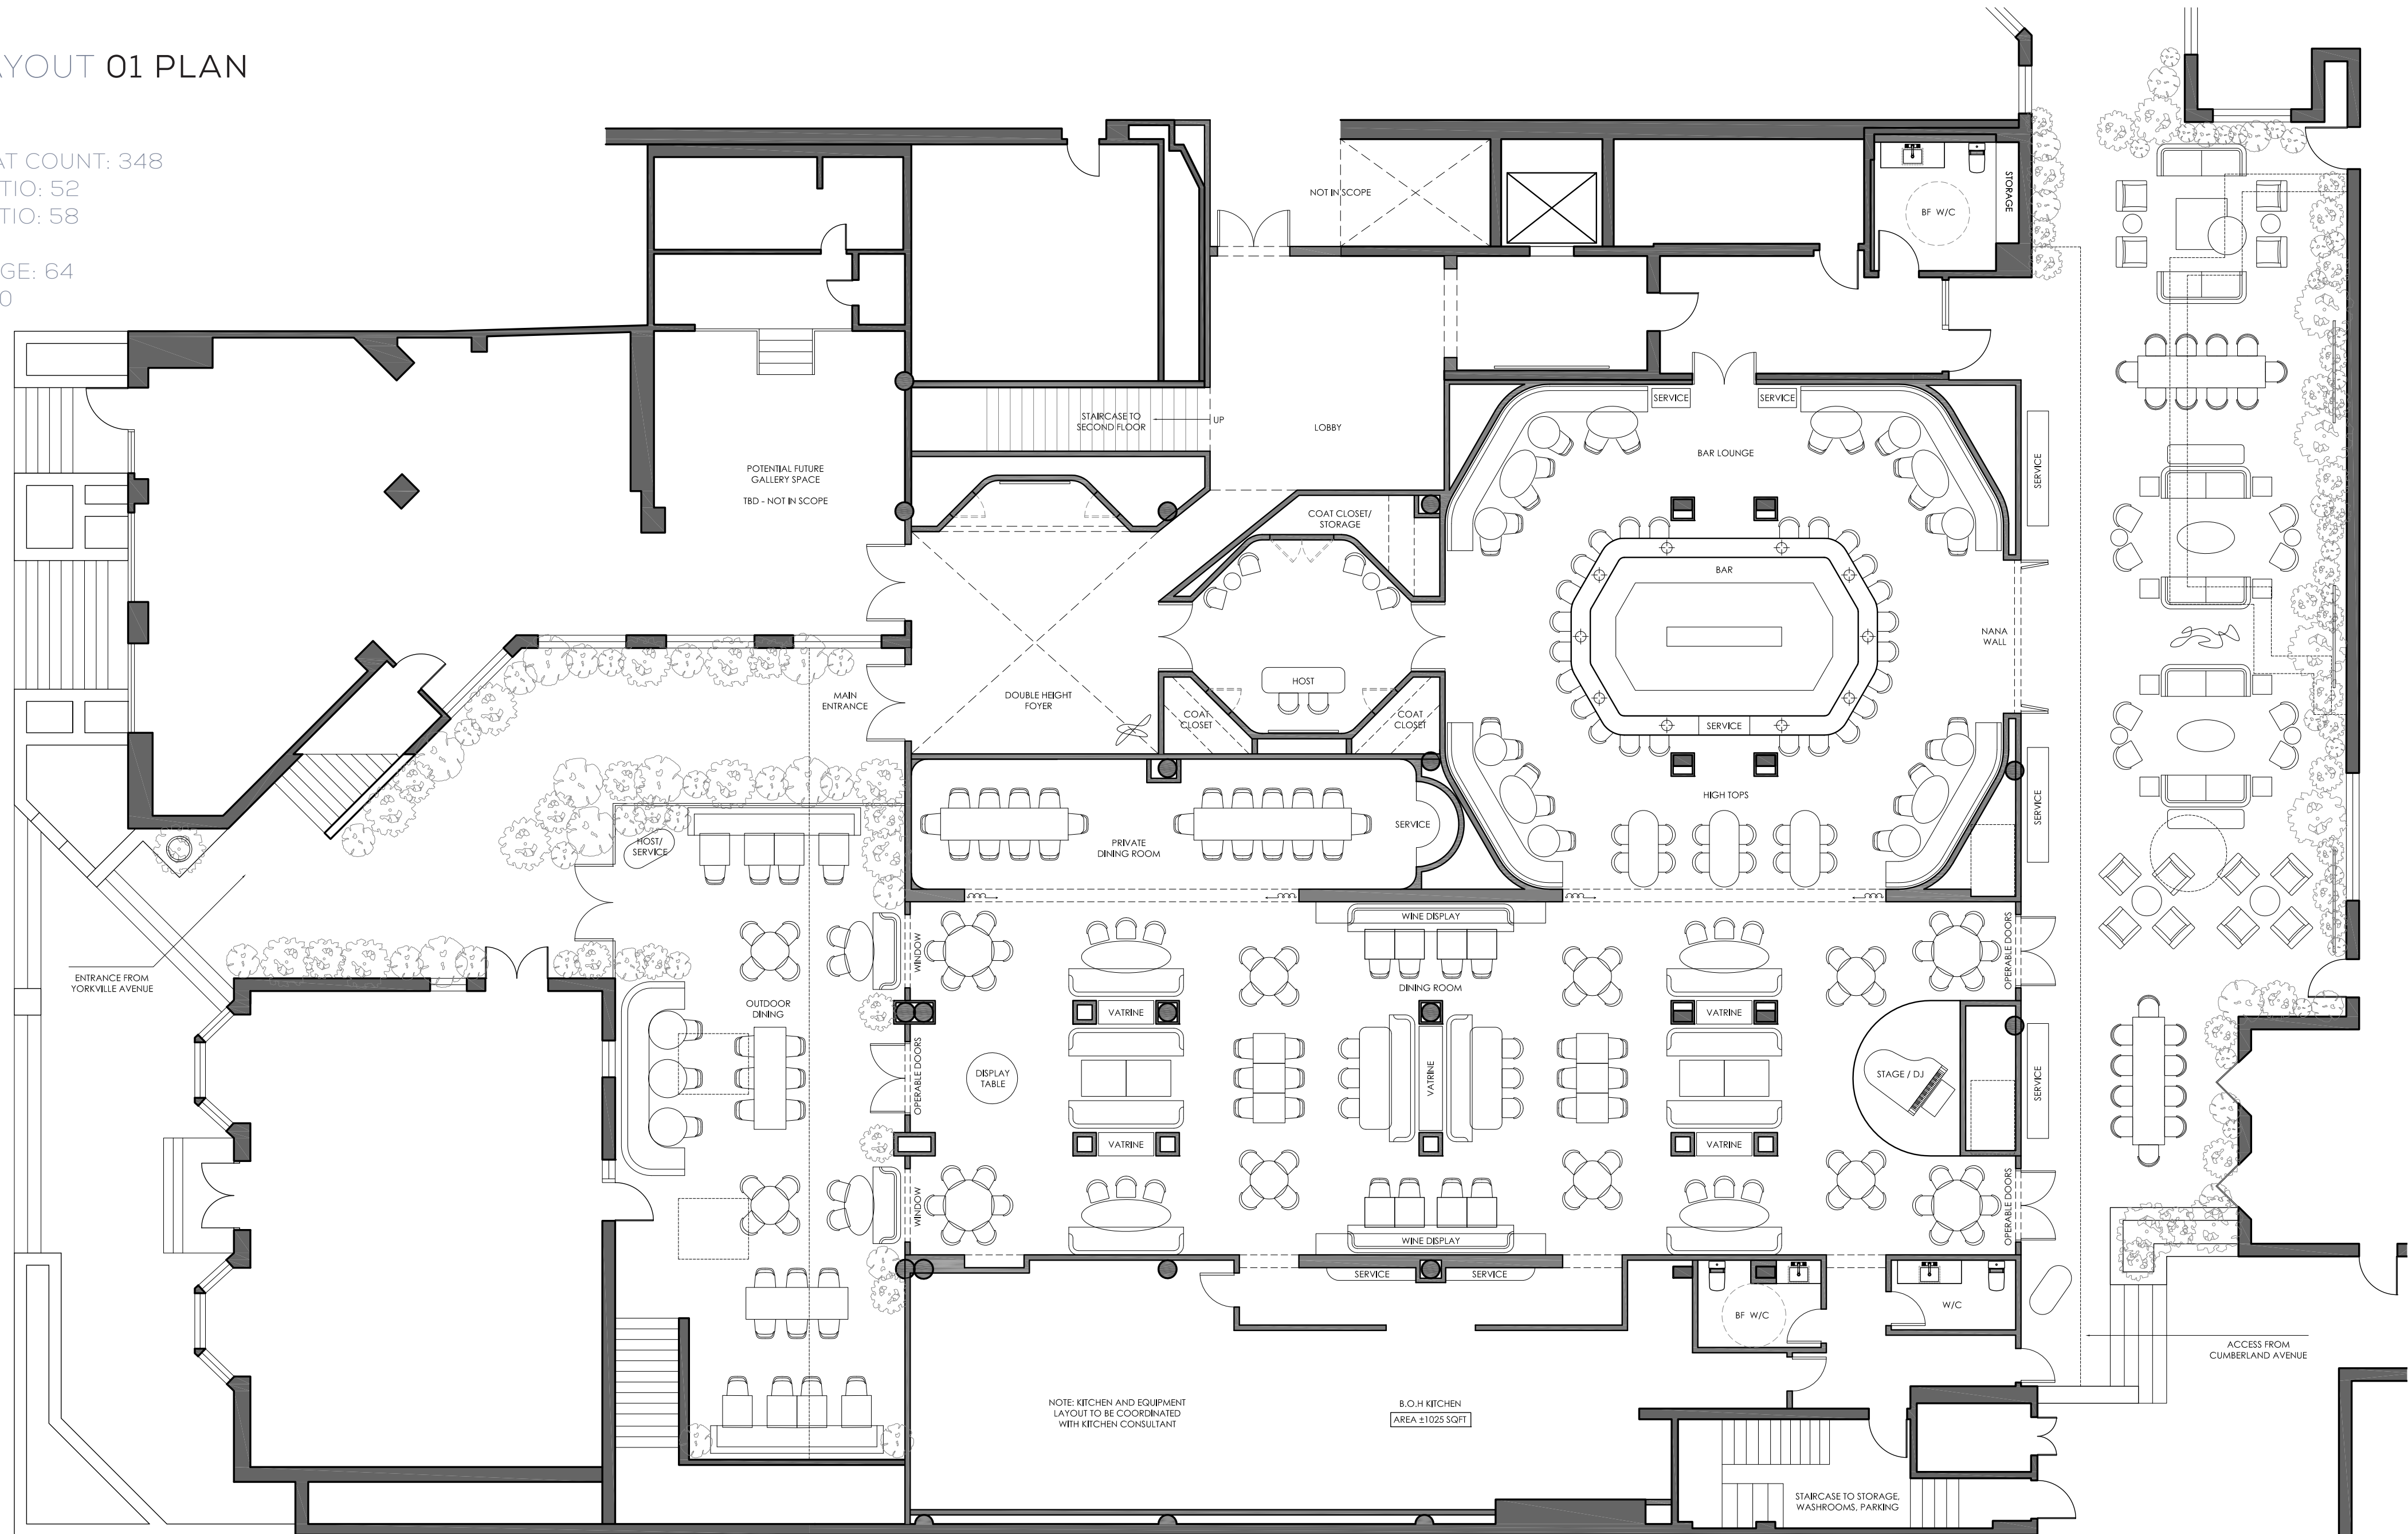 AYOUT 01 PLAN
AT COUNT: 348
TIO: 52
TIO: 58
GE: 64
0
NOT IN SCOPE
BF W/C
STORAGE
STAIRCASE TO
SECOND FLOOR
UP
LOBBY
SERVICE
SERVICE
BAR LOUNGE
SERVICE
POTENTIAL FUTURE
GALLERY SPACE
TBD - NOT IN SCOPE
COAT CLOSET/
STORAGE
BAR
NANA
WALL
MAIN
ENTRANCE
DOUBLE HEIGHT
FOYER
HOST
COAT
CLOSET
COAT
CLOSET
SERVICE
HIGH TOPS
SERVICE
HOST/
SERVICE
PRIVATE
DINING ROOM
SERVICE
ENTRANCE FROM
YORKVILLE AVENUE
WINDOW
WINE DISPLAY
DINING ROOM
OPERABLE DOORS
OUTDOOR
DINING
VATRINE
VATRINE
OPERABLE DOORS
DISPLAY
TABLE
VATRINE
STAGE / DJ
SERVICE
VATRINE
VATRINE
WINDOW
WINE DISPLAY
OPERABLE DOORS
SERVICE
SERVICE
BF W/C
W/C
ACCESS FROM
CUMBERLAND AVENUE
NOTE: KITCHEN AND EQUIPMENT
LAYOUT TO BE COORDINATED
WITH KITCHEN CONSULTANT
B.O.H KITCHEN
AREA ±1025 SQFT
STAIRCASE TO STORAGE,
WASHROOMS, PARKING